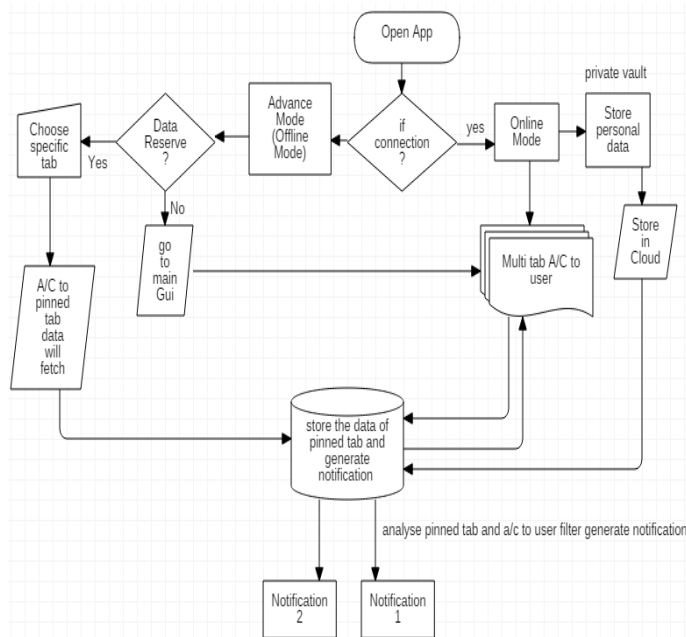 Open App
private vault
Choose
specific
tab
Yes
Data
Reserve
?
Advance
Mode
(Offline
Mode)
if
connection
?
yes
Online
Mode
Store
personal
data
No
go
to
main
Gui
Multi tab A/C to
user
Store
in
Cloud
A/C to
pinned
tab
data
will
fetch
store the data of
pinned tab and
generate
notification
analyse pinned tab and a/c to user filter generate notification
Notification
2
Notification
1